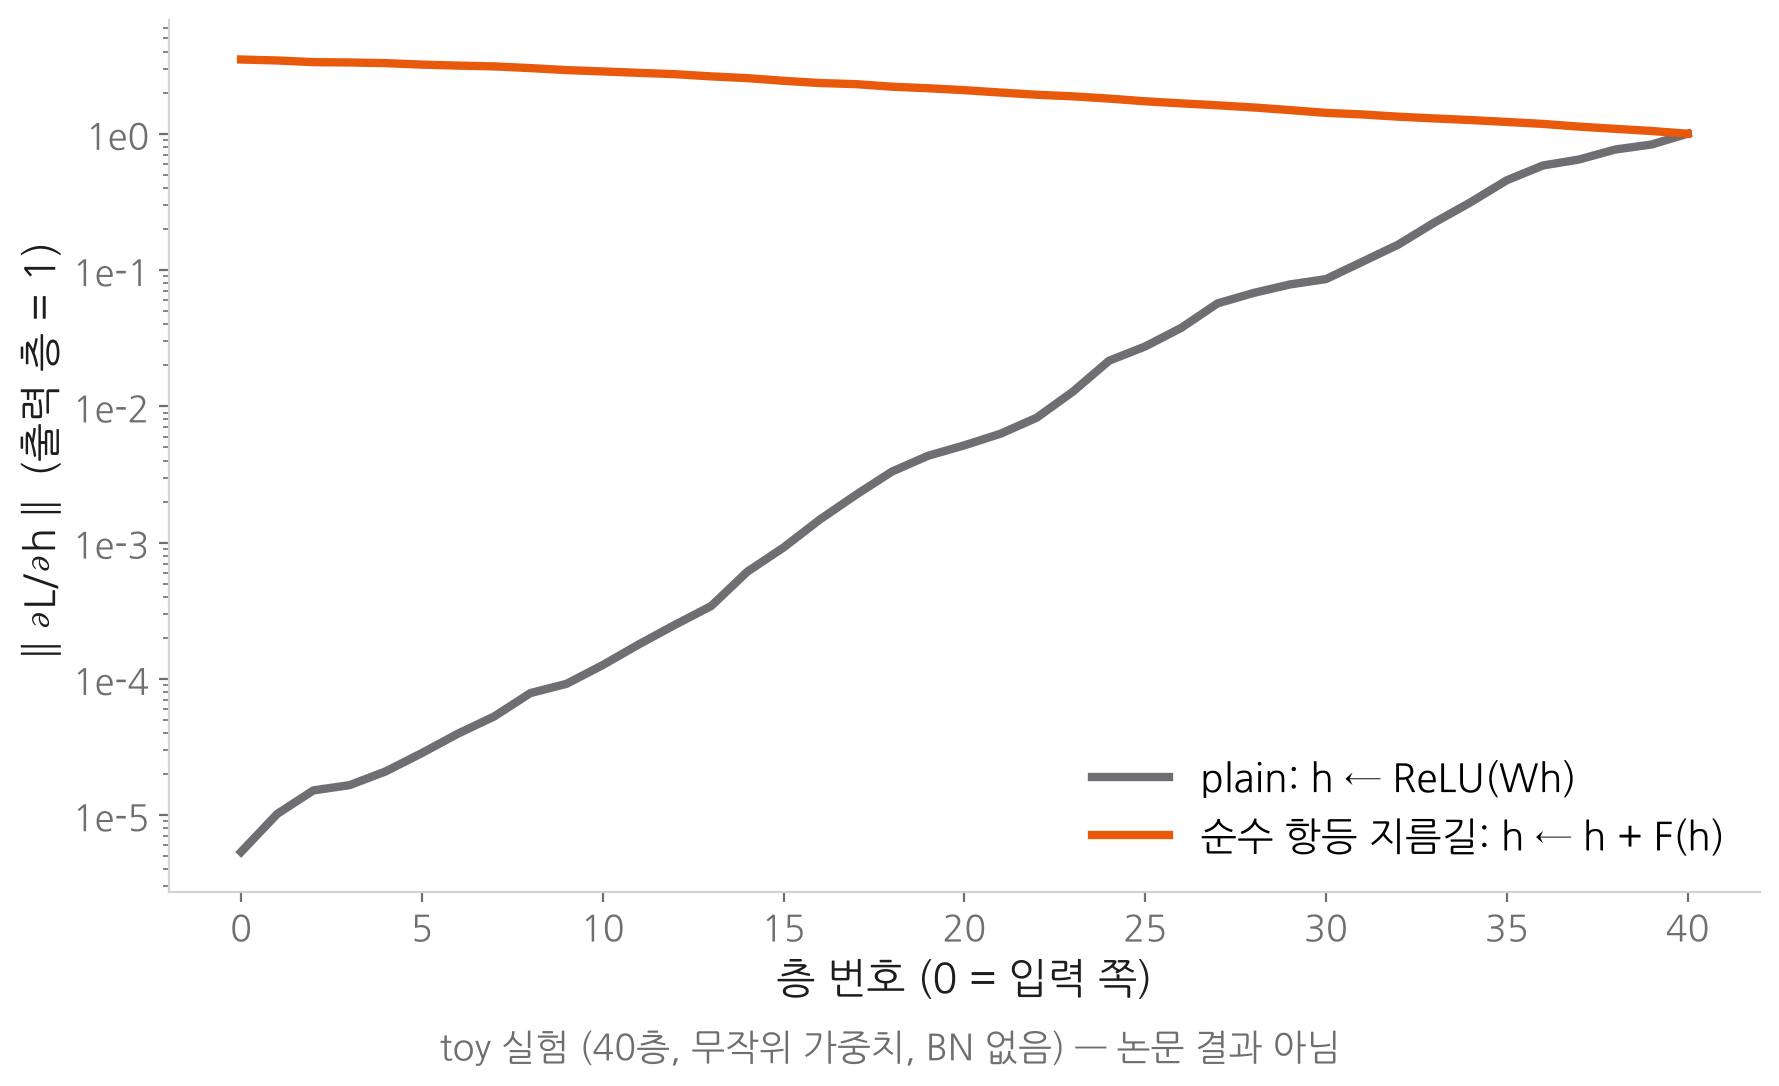 ‖ ∂L/∂h ‖ (출력 층 = 1)
1e0
1e-1
1e-2
1e-3
1e-4
1e-5
plain: h ← ReLU(Wh)
순수 항등 지름길: h ← h + F(h)
0 5 10 15 20 25 30 35 40
층 번호 (0 = 입력 쪽)
toy 실험 (40층, 무작위 가중치, BN 없음) — 논문 결과 아님